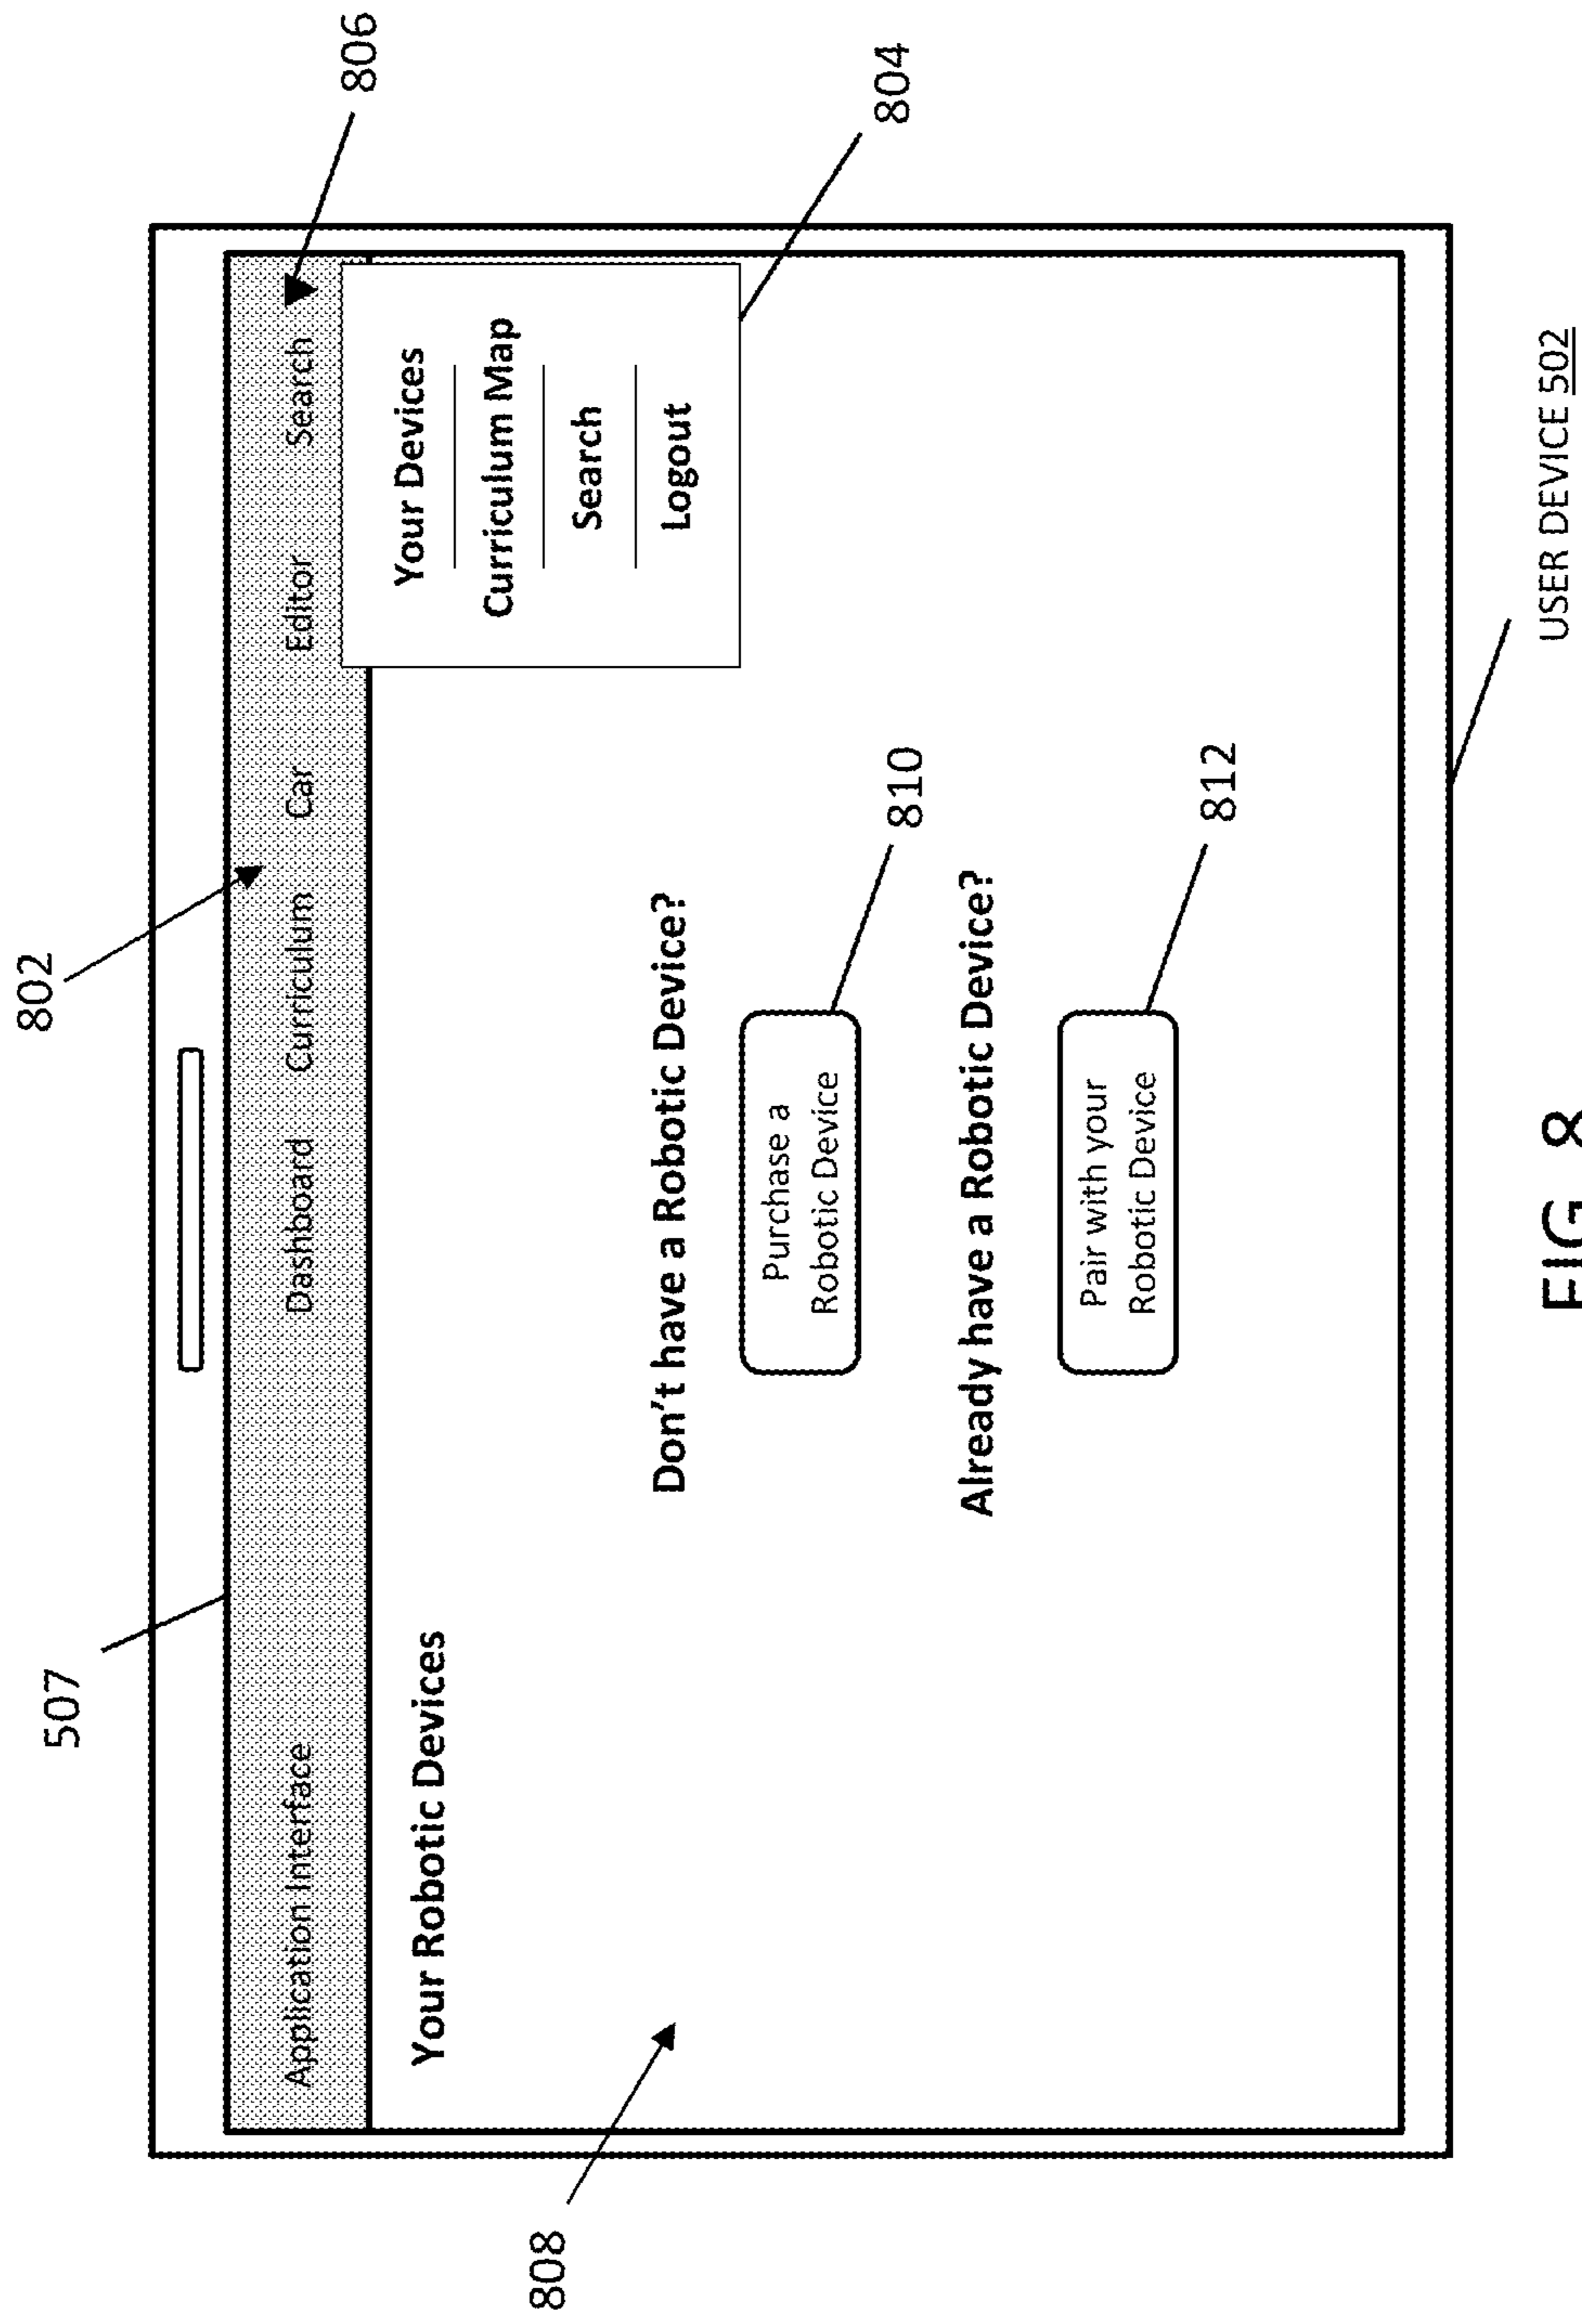 802
507
806
Application Interface Dashboard Curriculum Car Editor Search
Your Devices
Curriculum Map
Search
Logout
804
Your Robotic Devices
808
Don't have a Robotic Device?
Purchase a
Robotic Device
810
Already have a Robotic Device?
Pair with your
Robotic Device
812
USER DEVICE 502
FIG. 8